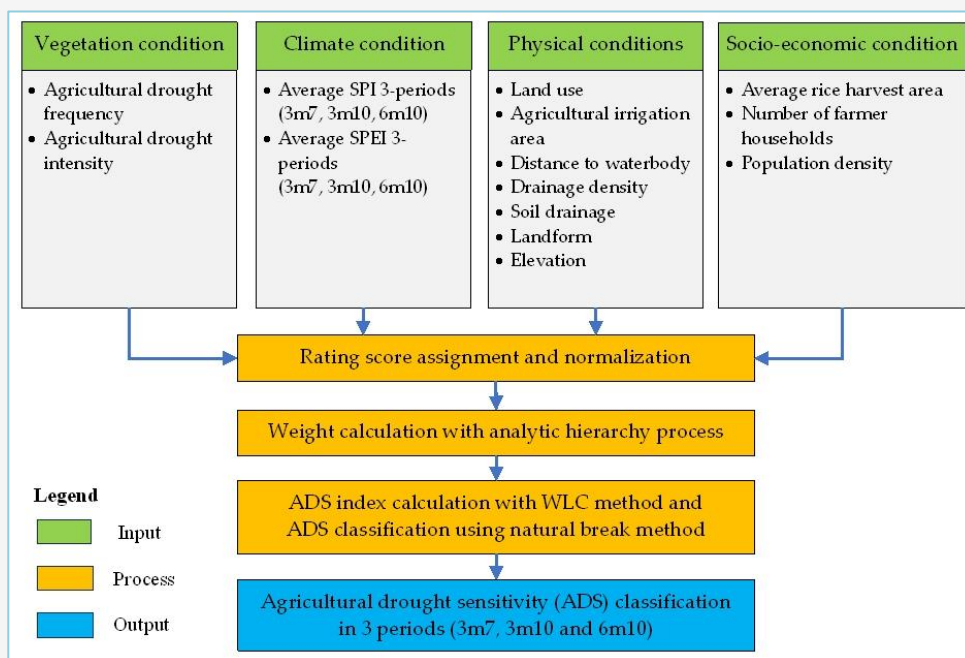 Vegetation condition
• Agricultural drought
frequency
• Agricultural drought
intensity
Climate condition
• Average SPI 3-periods
(3m7, 3m10, 6m10)
• Average SPEI 3-
periods
(3m7, 3m10, 6m10)
Physical conditions
• Land use
• Agricultural irrigation
area
• Distance to waterbody
• Drainage density
• Soil drainage
• Landform
• Elevation
Socio-economic condition
• Average rice harvest area
• Number of farmer
households
• Population density
Rating score assignment and normalization
Weight calculation with analytic hierarchy process
ADS index calculation with WLC method and
ADS classification using natural break method
Agricultural drought sensitivity (ADS) classification
in 3 periods (3m7, 3m10 and 6m10)
Legend
Input
Process
Output